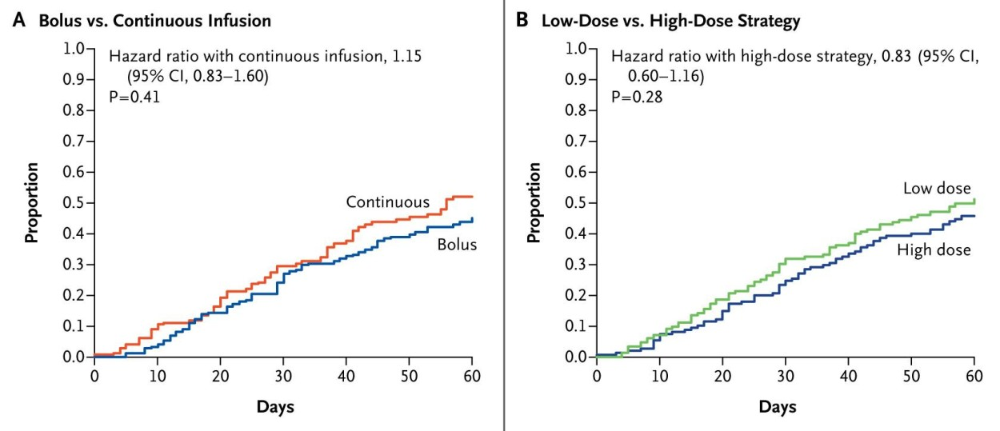 A Bolus vs. Continuous Infusion
Hazard ratio with continuous infusion, 1.15
(95% CI, 0.83–1.60)
P=0.41
1.0
0.9
0.8
0.7
0.6
0.5
0.4
0.3
0.2
0.1
0.0
Proportion
Continuous
Bolus
0 10 20 30 40 50 60
Days
B Low-Dose vs. High-Dose Strategy
Hazard ratio with high-dose strategy, 0.83 (95% CI,
0.60–1.16)
P=0.28
1.0
0.9
0.8
0.7
0.6
0.5
0.4
0.3
0.2
0.1
0.0
Proportion
Low dose
High dose
0 10 20 30 40 50 60
Days